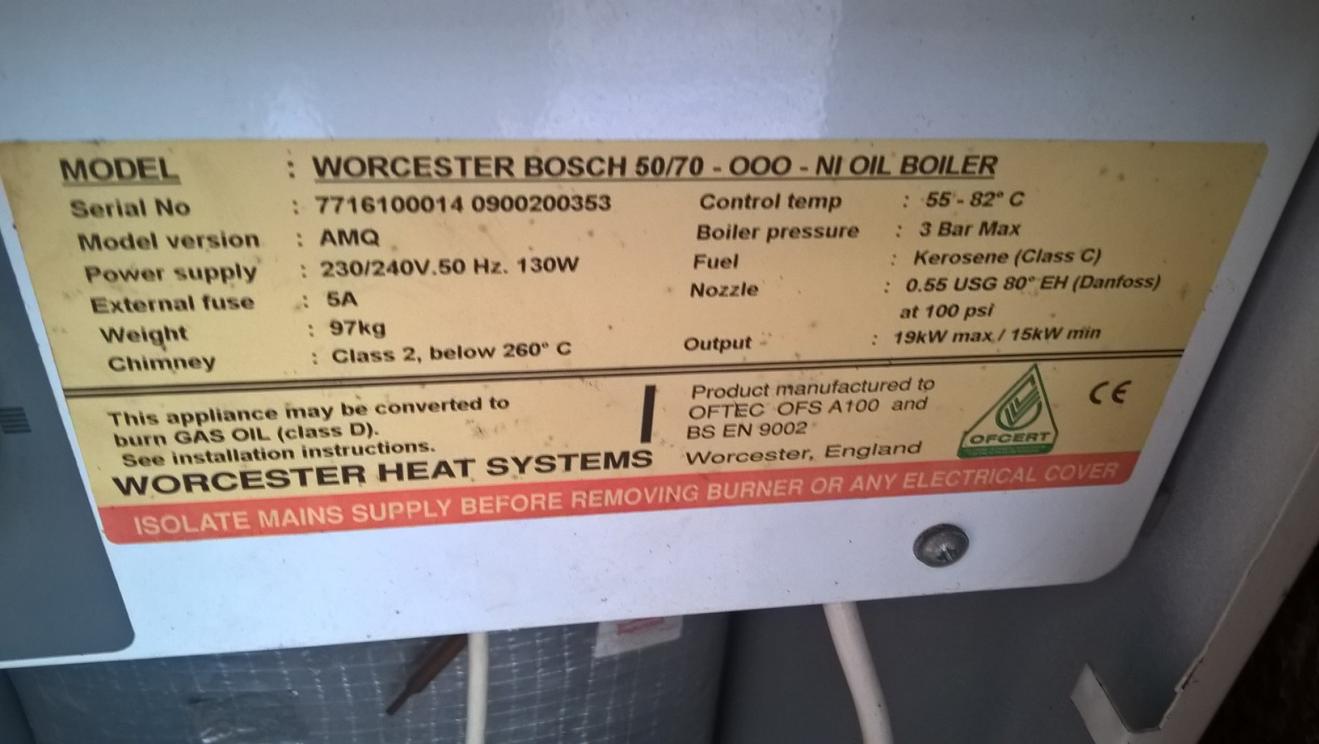 MODEL : WORCESTER BOSCH 50/70 - OOO - NI OIL BOILER
Serial No : 7716100014 0900200353
Model version : AMQ
Power supply : 230/240V.50 Hz. 130W
External fuse : 5A
Weight : 97kg
Chimney : Class 2, below 260° C
Control temp : 55 - 82° C
Boiler pressure : 3 Bar Max
Fuel : Kerosene (Class C)
Nozzle : 0.55 USG 80° EH (Danfoss)
at 100 psi
Output : 19kW max / 15kW min
This appliance may be converted to
burn GAS OIL (class D).
See installation instructions.
WORCESTER HEAT SYSTEMS
Product manufactured to
OFTEC OFS A100 and
BS EN 9002
Worcester, England
OFCERT
CE
ISOLATE MAINS SUPPLY BEFORE REMOVING BURNER OR ANY ELECTRICAL COVER